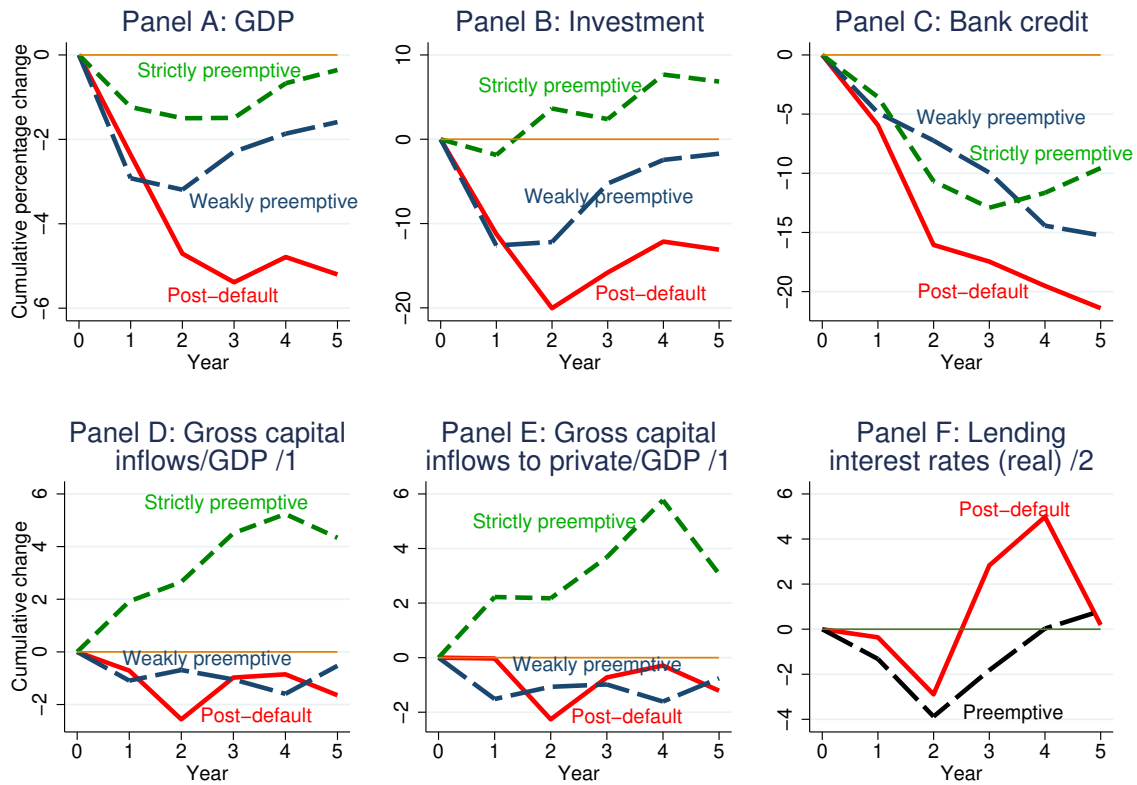 Panel A: GDP
Cumulative percentage change
0
−2
−4
−6
Strictly preemptive
Weakly preemptive
Post−default
0 1 2 3 4 5
Year
Panel B: Investment
10
0
−10
−20
Strictly preemptive
Weakly preemptive
Post−default
0 1 2 3 4 5
Year
Panel C: Bank credit
0
−5
−10
−15
−20
Weakly preemptive
Strictly preemptive
Post−default
0 1 2 3 4 5
Year
Panel D: Gross capital
inflows/GDP /1
Cumulative change
6
4
2
0
−2
Strictly preemptive
Weakly preemptive
Post−default
0 1 2 3 4 5
Year
Panel E: Gross capital
inflows to private/GDP /1
6
4
2
0
−2
Strictly preemptive
Weakly preemptive
Post−default
0 1 2 3 4 5
Year
Panel F: Lending
interest rates (real) /2
6
4
2
0
−2
−4
Post−default
Preemptive
0 1 2 3 4 5
Year